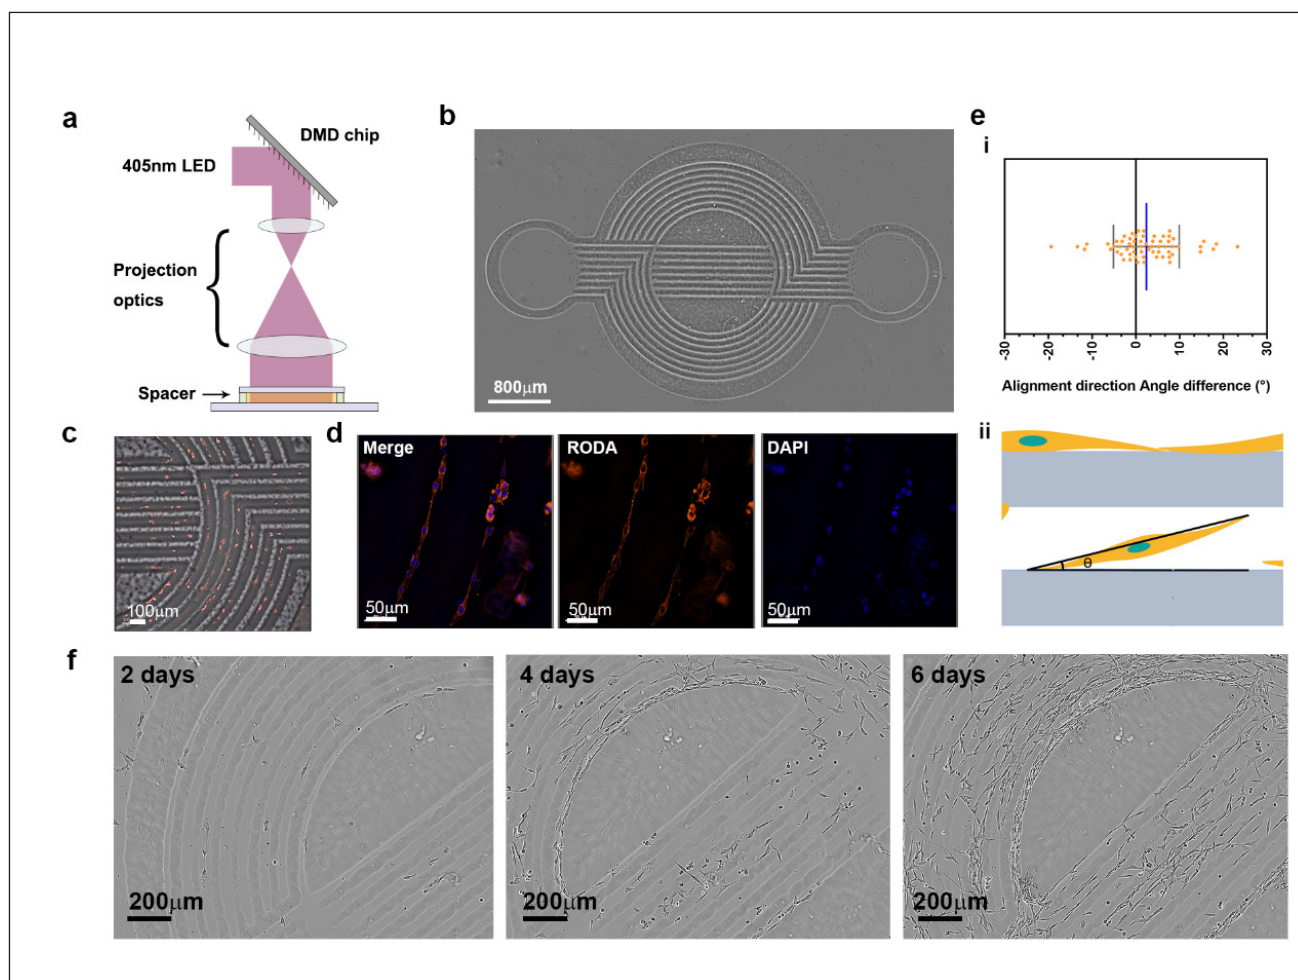 a
DMD chip
405nm LED
Projection
optics
Spacer
b
800μm
c
100μm
d
Merge
50μm
RODA
50μm
DAPI
50μm
e
i
-30
-20
-10
0
10
20
30
Alignment direction Angle difference (°)
ii
θ
f
2 days
200μm
4 days
200μm
6 days
200μm